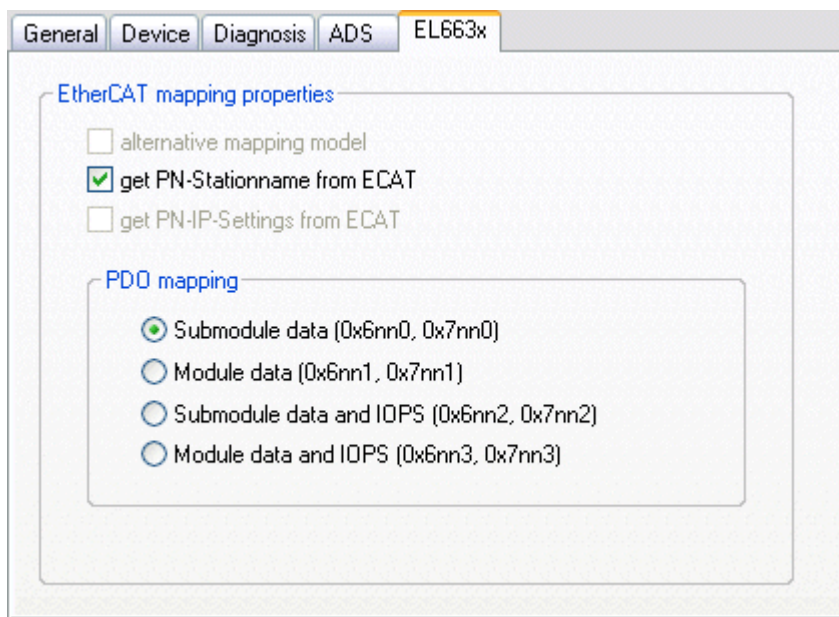 General Device Diagnosis ADS EL663x
EtherCAT mapping properties
alternative mapping model
get PN-Stationname from ECAT
get PN-IP-Settings from ECAT
PDO mapping
Submodule data (0x6nn0, 0x7nn0)
Module data (0x6nn1, 0x7nn1)
Submodule data and IOPS (0x6nn2, 0x7nn2)
Module data and IOPS (0x6nn3, 0x7nn3)